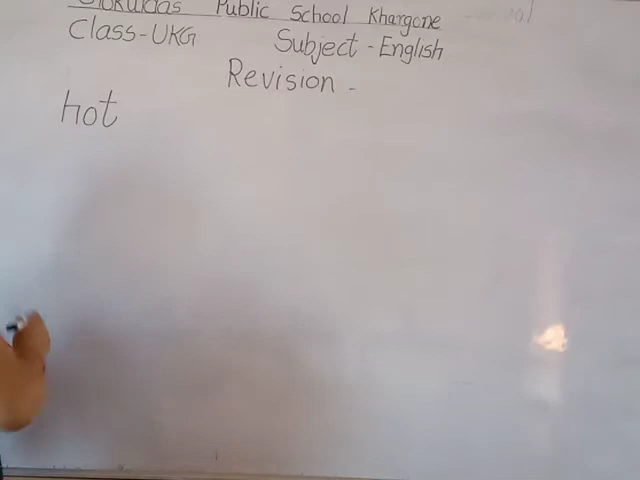 Public School Khargone
Class-UKG Subject - English
Revision -
hot